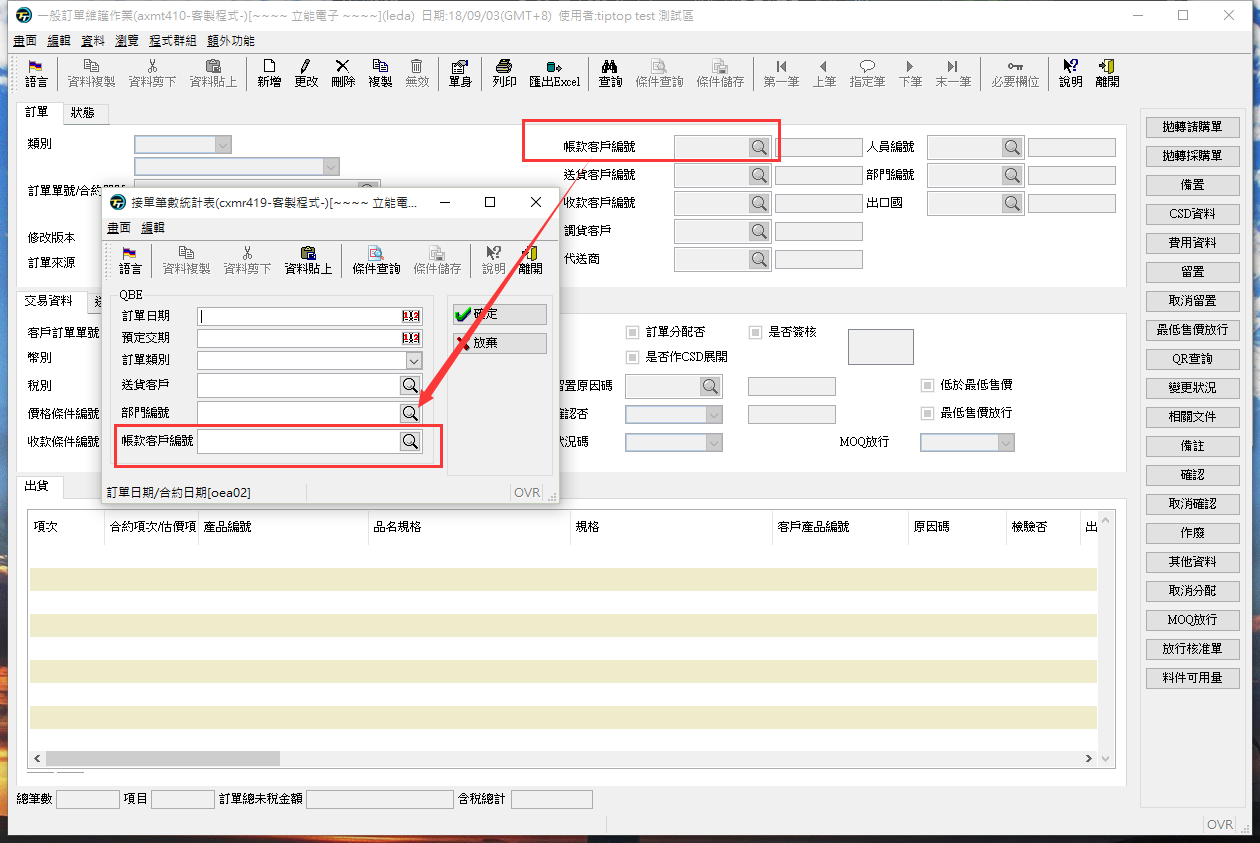 一般訂單維護作業(axmt410-客製程式-)[~~~~ 立能電子 ~~~~](leda) 日期:18/09/03(GMT+8) 使用者:tiptop test 測試區
畫面 編輯 資料 瀏覽 程式群組 額外功能
語言 資料複製 資料剪下 資料貼上 新增 更改 刪除 複製 無效 單身 列印 匯出Excel 查詢 條件查詢 條件儲存 第一筆 上筆 指定筆 下筆 末一筆 必要欄位 說明 離開
訂單 狀態
類別 帳款客戶編號 人員編號
送貨客戶編號 部門編號
訂單單號/合約
收款客戶編號 出口國
調貨客戶
修改版本
代送商
訂單來源
交易資料
客戶訂單單號 訂單分配否 是否簽核
幣別 是否作CSD展開
稅別 留置原因碼 低於最低售價
價格條件編號 確認否 最低售價放行
收款條件編號 狀況碼 MOQ放行
接單筆數統計表(cxmr419-客製程式-)[~~~~ 立能電...
畫面 編輯
語言 資料複製 資料剪下 資料貼上 條件查詢 條件儲存 說明 離開
QBE
訂單日期
預定交期
訂單類別
送貨客戶
部門編號
帳款客戶編號
確定
放棄
訂單日期/合約日期[oea02] OVR
出貨
項次 合約項次/估價項 產品編號 品名規格 規格 客戶產品編號 原因碼 檢驗否 出
總筆數 項目 訂單總未稅金額 含稅總計
拋轉請購單
拋轉採購單
備置
CSD資料
費用資料
留置
取消留置
最低售價放行
QR查詢
變更狀況
相關文件
備註
確認
取消確認
作廢
其他資料
取消分配
MOQ放行
放行核准單
料件可用量
OVR